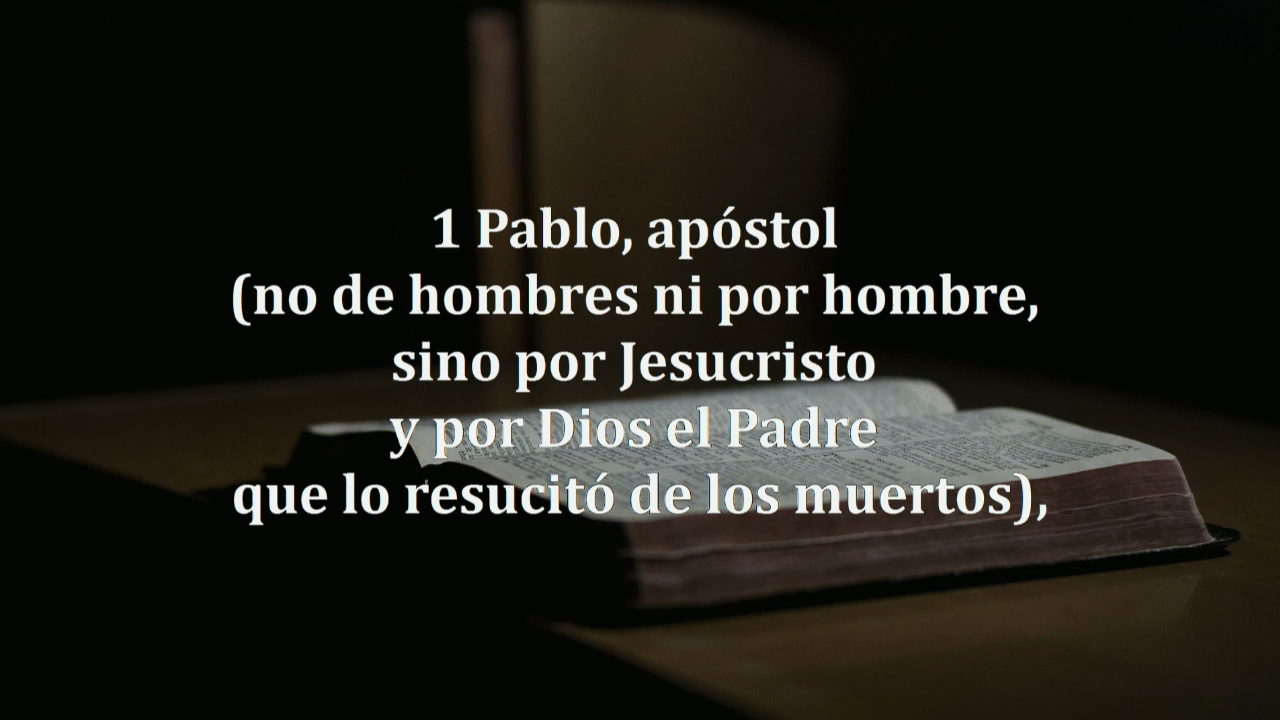 1 Pablo, apóstol
(no de hombres ni por hombre,
sino por Jesucristo
y por Dios el Padre
que lo resucitó de los muertos),